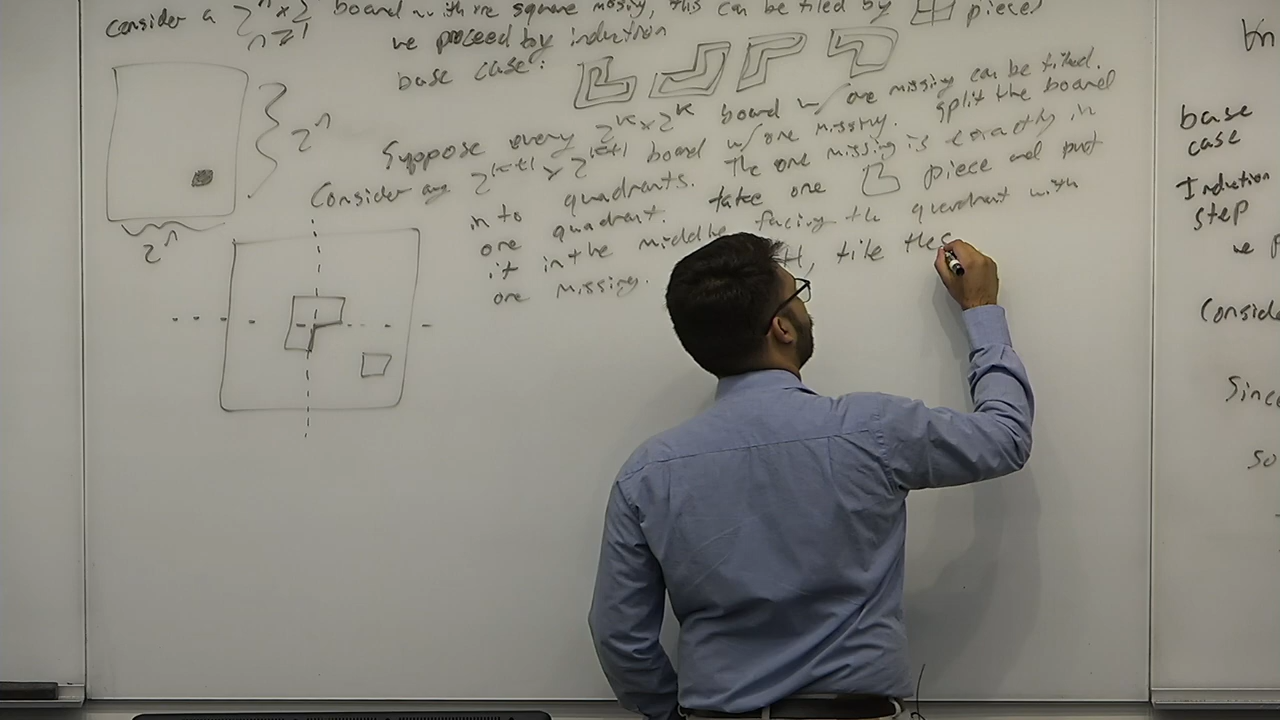 consider a 2^n × 2^n board with one square missing, this can be tiled by pieces
n ≥ 1
we proceed by induction
base case:
2^n
2^n
Suppose every 2^k × 2^k board w/ one missing can be tiled.
Consider any 2^k+1 × 2^k+1 board w/ one missing. split the board
in to quadrants. The one missing is exactly in
one quadrant. take one piece and put
it in the middle facing the quadrant with
one missing. H, tile thes
base
case
Induction
step
we p
Conside
Since
So